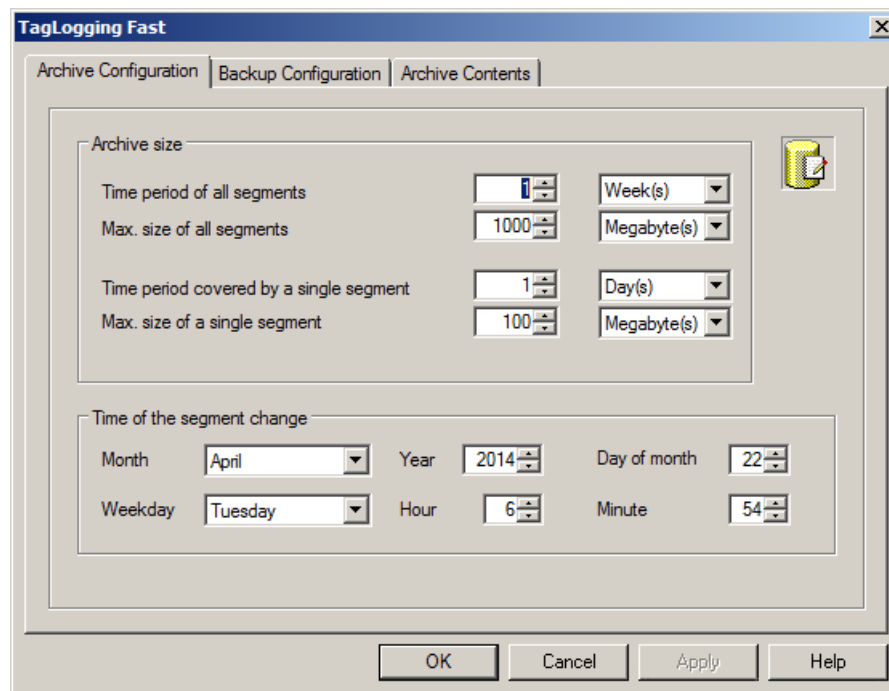 TagLogging Fast
Archive Configuration Backup Configuration Archive Contents
Archive size
Time period of all segments 1 Week(s)
Max. size of all segments 1000 Megabyte(s)
Time period covered by a single segment 1 Day(s)
Max. size of a single segment 100 Megabyte(s)
Time of the segment change
Month April Year 2014 Day of month 22
Weekday Tuesday Hour 6 Minute 54
OK Cancel Apply Help